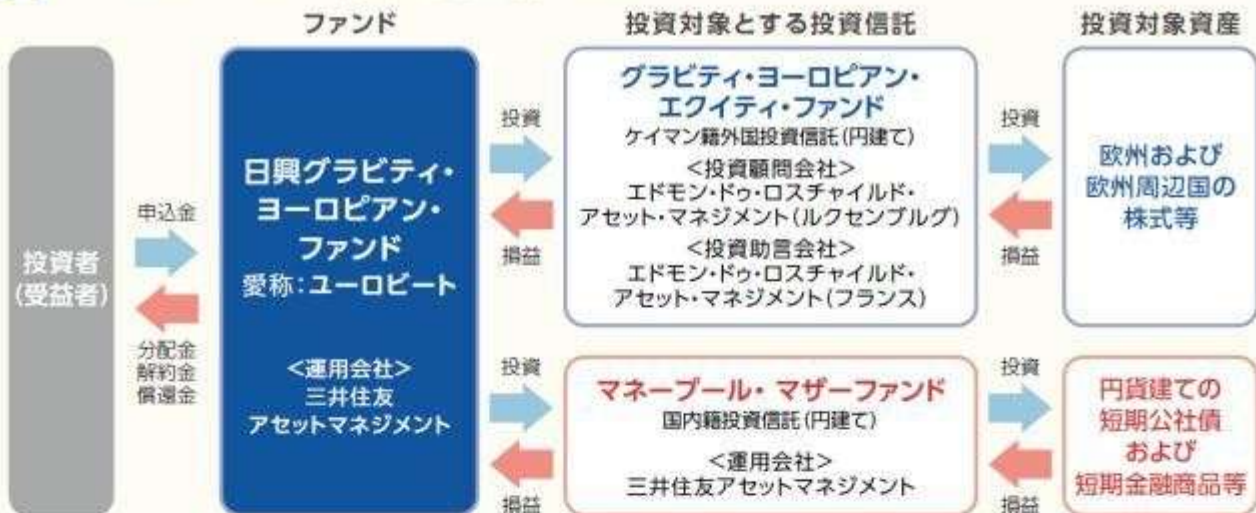 ファンド
投資対象とする投資信託
投資対象資産
投資者
(受益者)
申込金
分配金
解約金
償還金
日興グラビティ・
ヨーロピアン・
ファンド
愛称:ユーロビート
<運用会社>
三井住友
アセットマネジメント
投資
損益
投資
損益
グラビティ・ヨーロピアン・
エクイティ・ファンド
ケイマン籍外国投資信託(円建て)
<投資顧問会社>
エドモン・ドゥ・ロスチャイルド・
アセット・マネジメント(ルクセンブルグ)
<投資助言会社>
エドモン・ドゥ・ロスチャイルド・
アセット・マネジメント(フランス)
マネープール・マザーファンド
国内籍投資信託(円建て)
<運用会社>
三井住友アセットマネジメント
投資
損益
投資
損益
欧州および
欧州周辺国の
株式等
円貨建ての
短期公社債
および
短期金融商品等